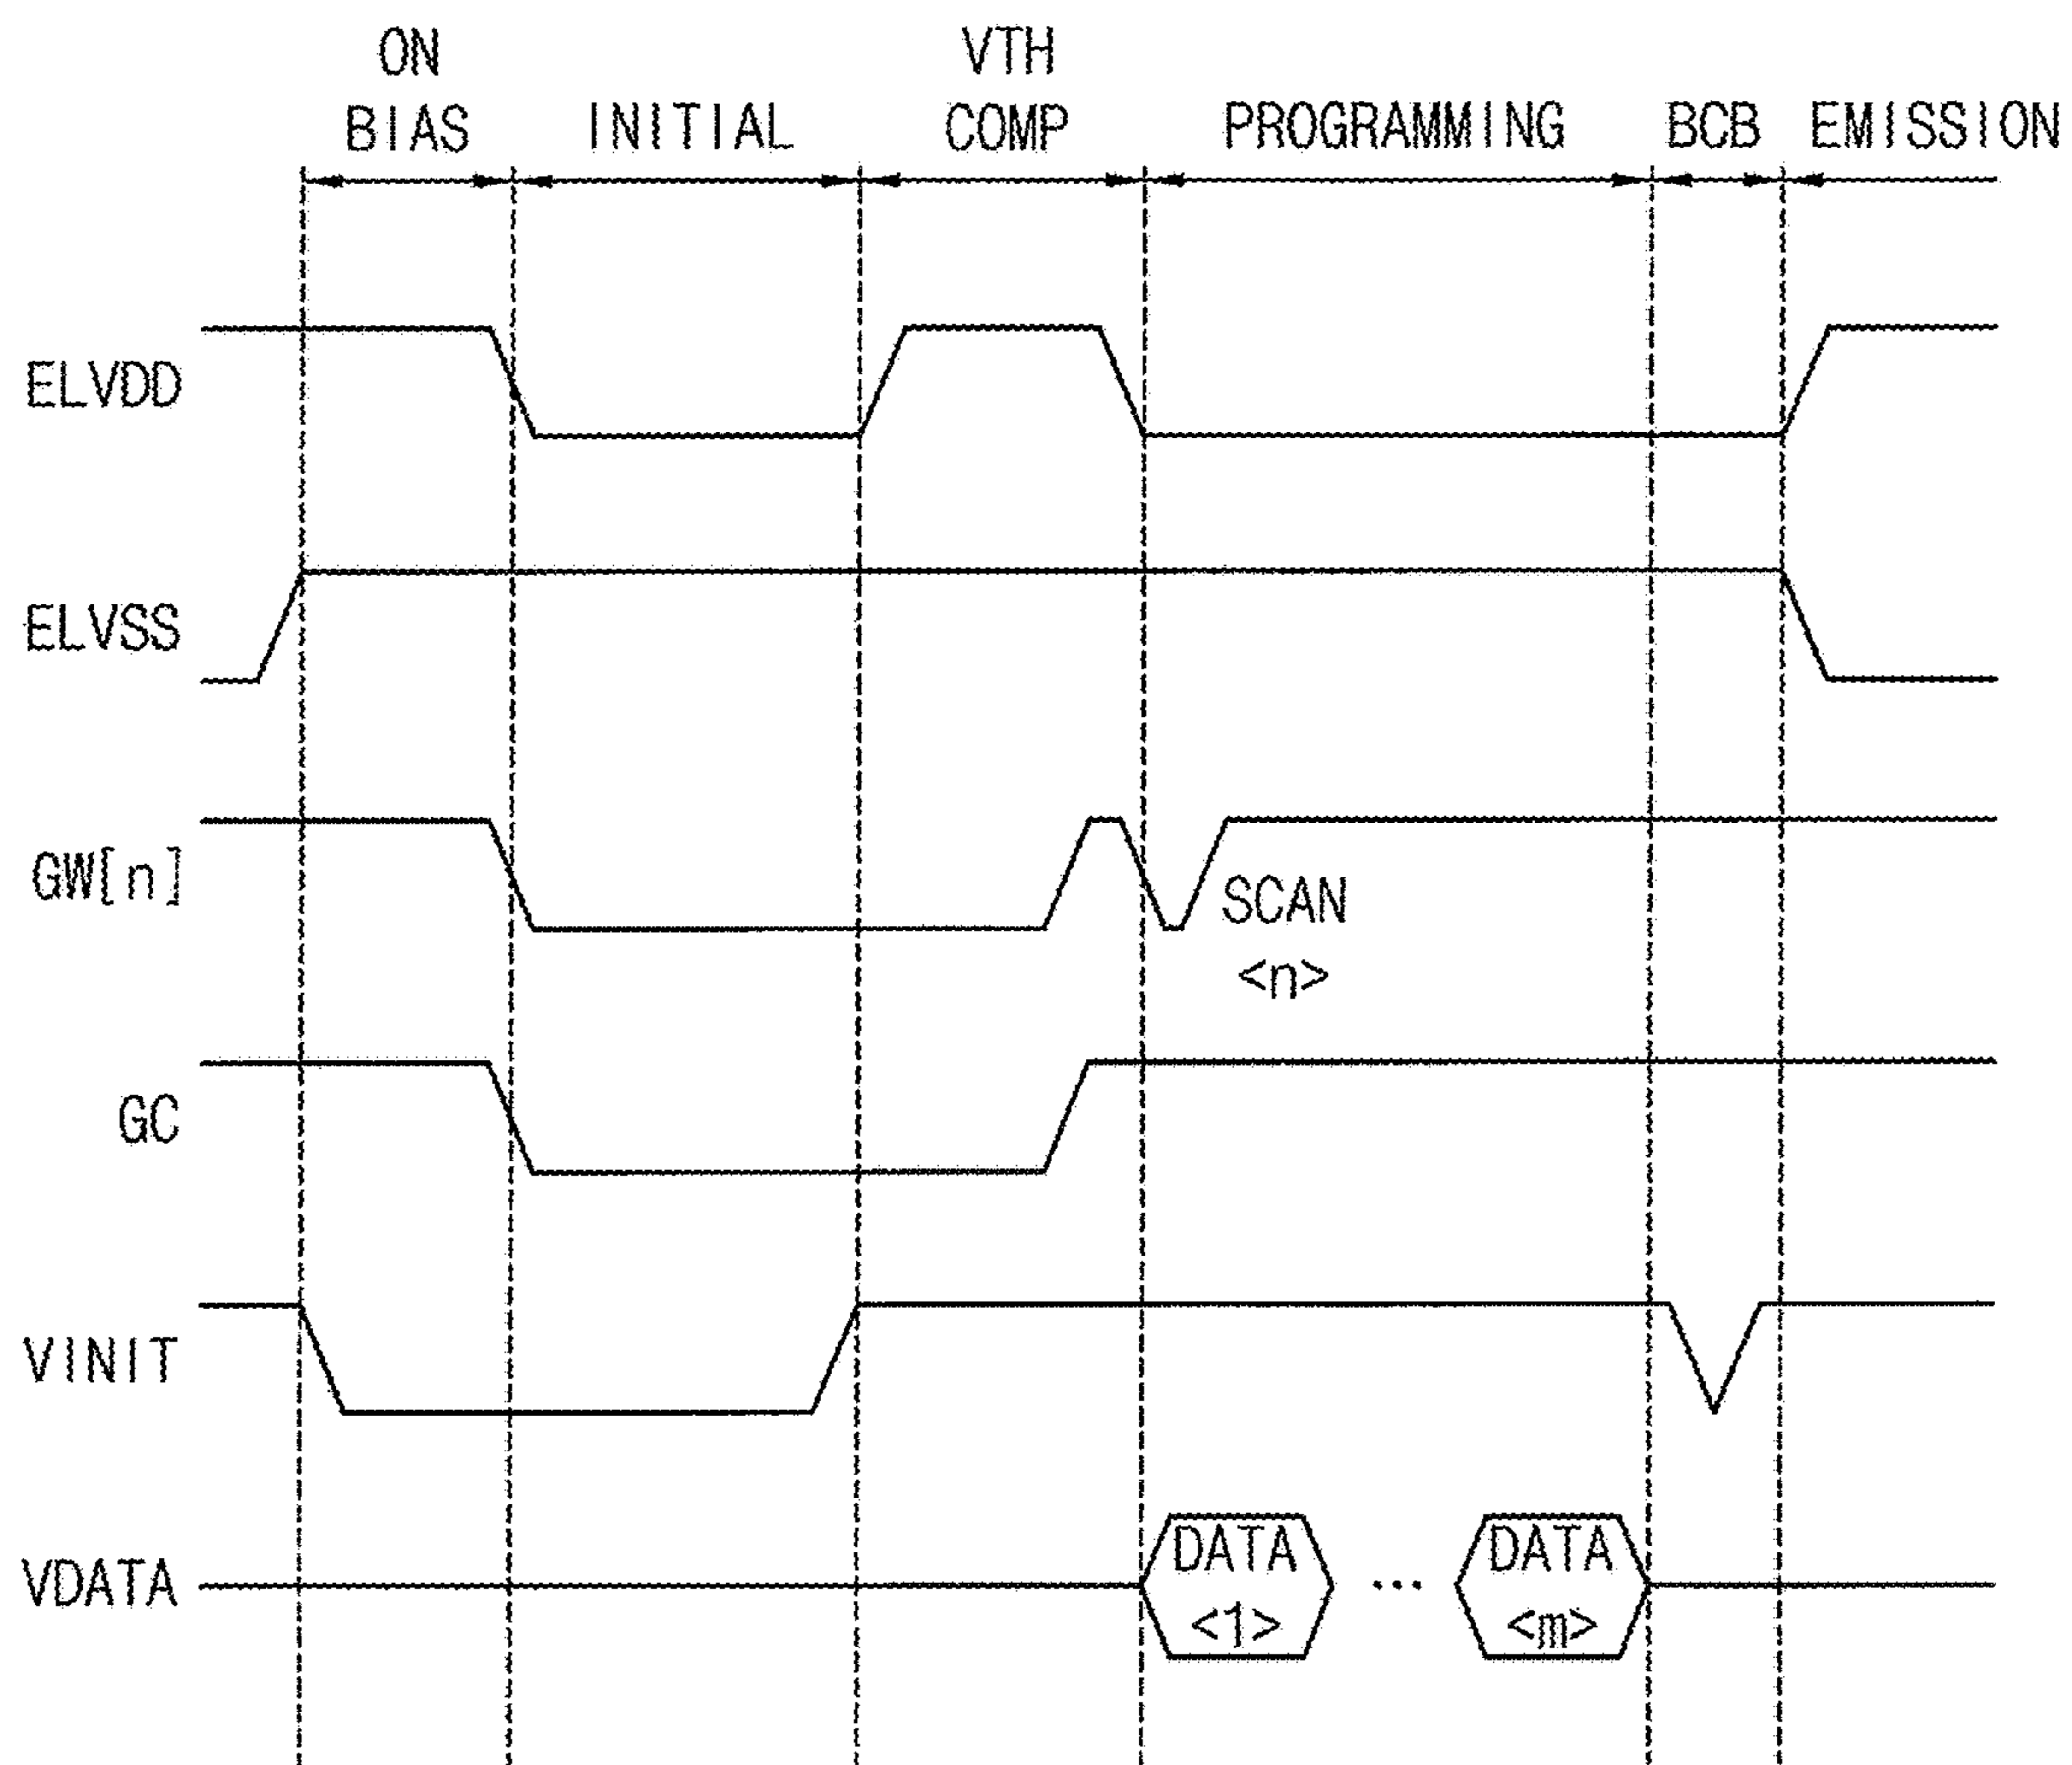 ON
BIAS
INITIAL
VTH
COMP
PROGRAMMING
BCB
EMISSION
ELVDD
ELVSS
GW[n]
SCAN
<n>
GC
VINIT
VDATA
DATA
<1>
...
DATA
<m>